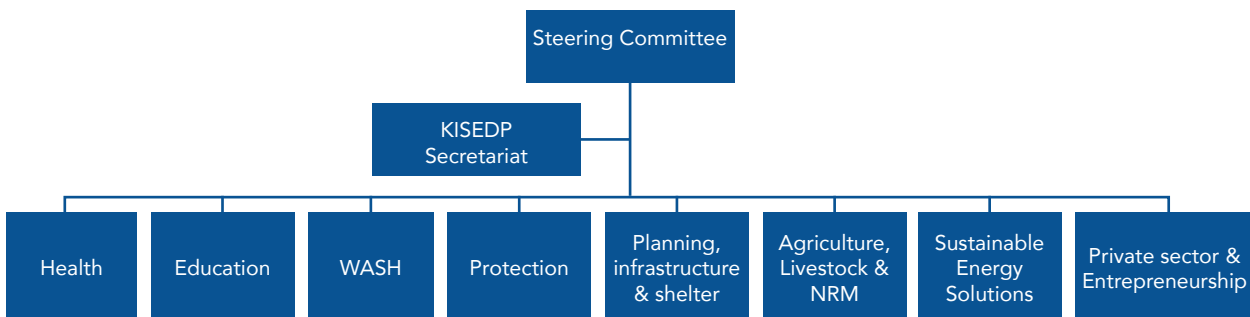 Steering Committee
KISEDP
Secretariat
Health
Education
WASH
Protection
Planning,
infrastructure
& shelter
Agriculture,
Livestock &
NRM
Sustainable
Energy
Solutions
Private sector &
Entrepreneurship